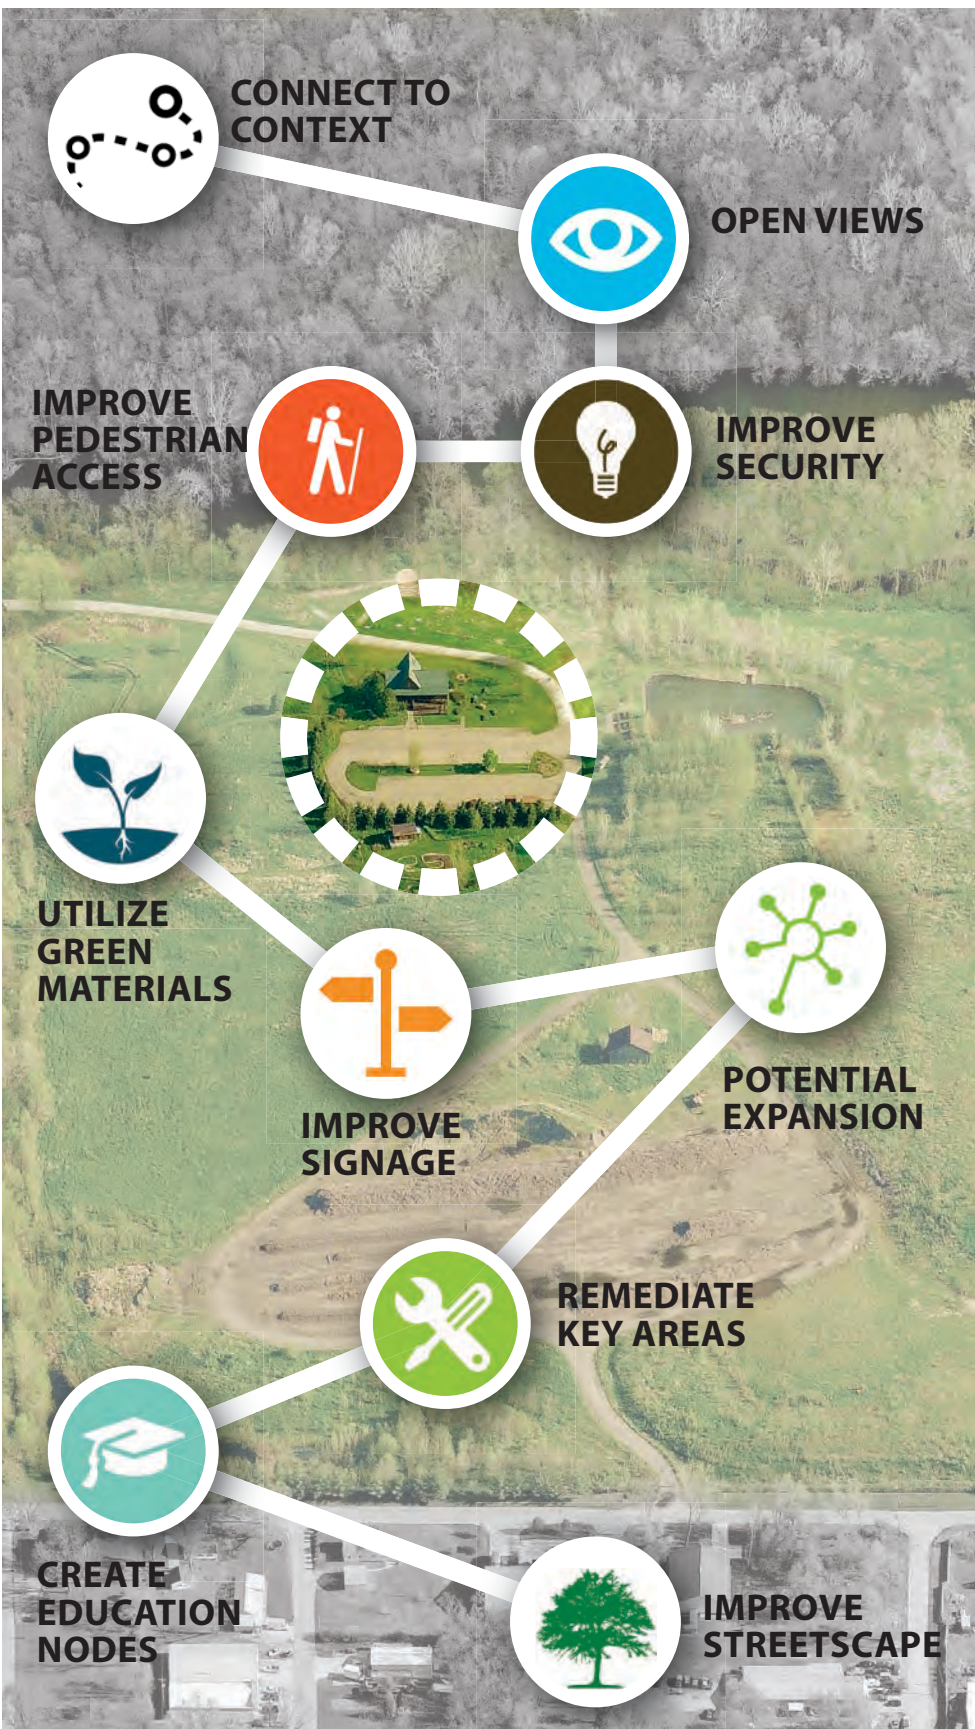 CONNECT TO
CONTEXT
OPEN VIEWS
IMPROVE
PEDESTRIAN
ACCESS
IMPROVE
SECURITY
UTILIZE
GREEN
MATERIALS
IMPROVE
SIGNAGE
POTENTIAL
EXPANSION
REMEDIATE
KEY AREAS
CREATE
EDUCATION
NODES
IMPROVE
STREETSCAPE